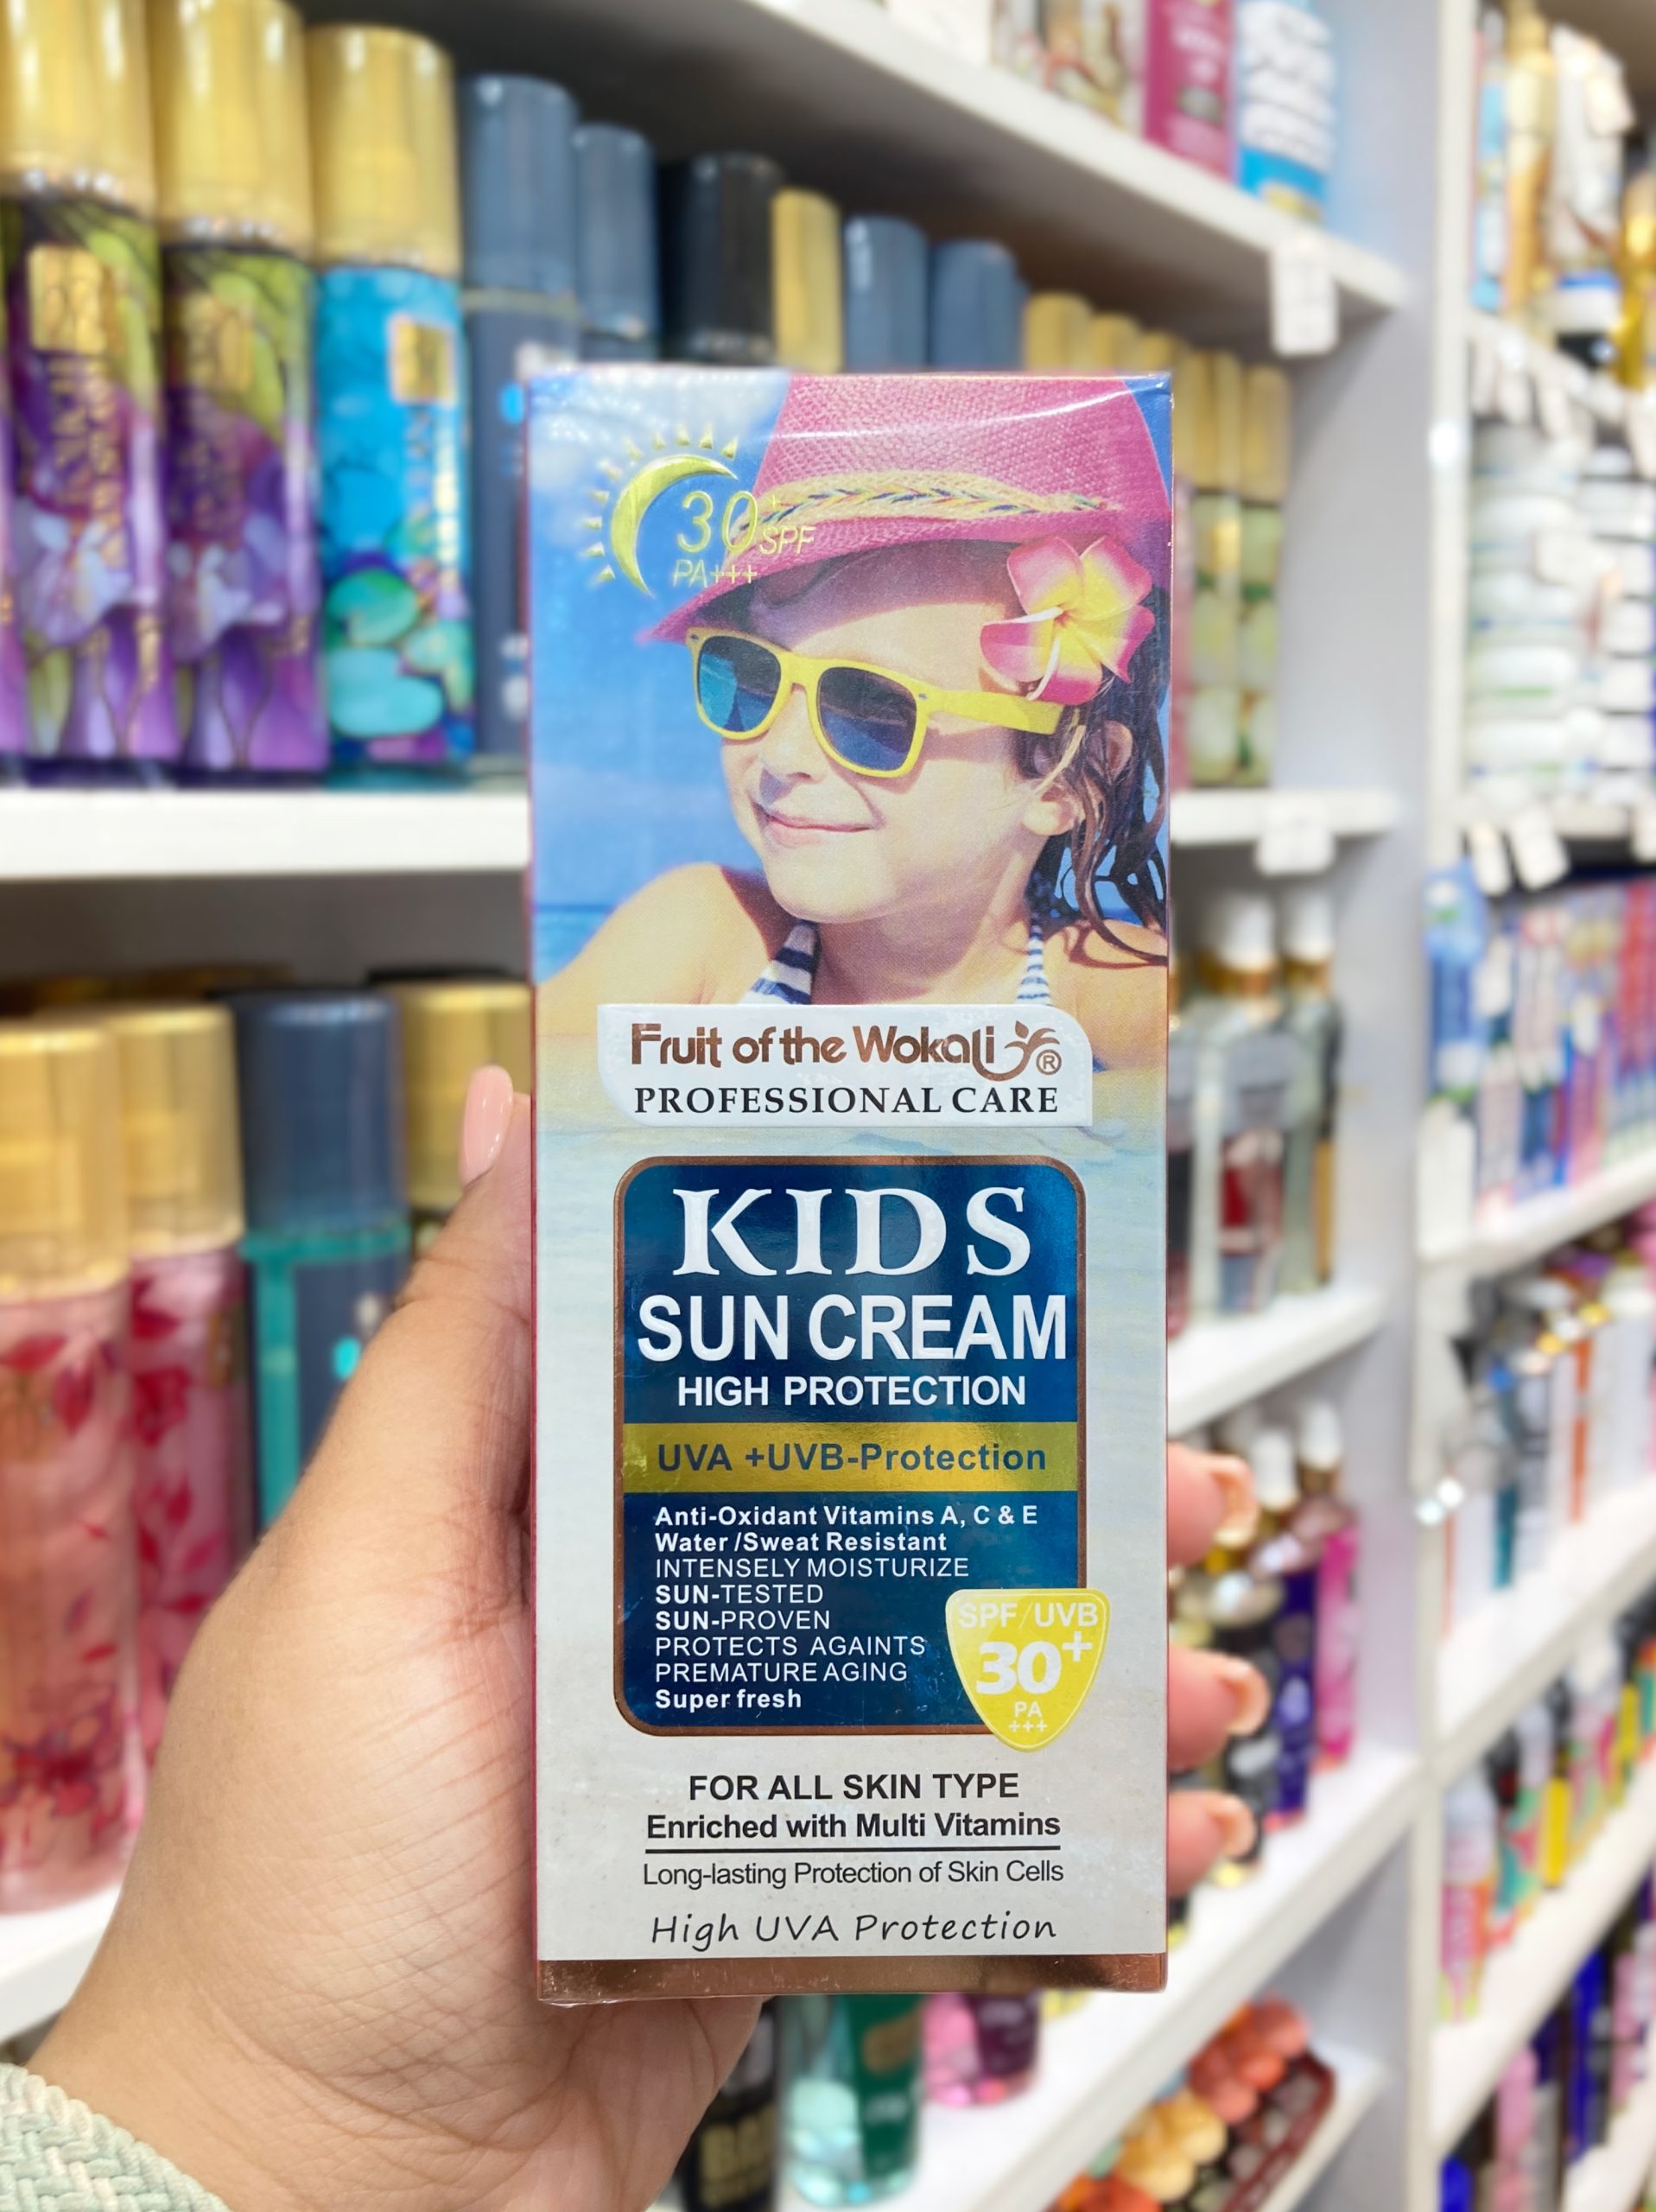 30+ SPF
PA+++
Fruit of the Wokali ®
PROFESSIONAL CARE
KIDS
SUN CREAM
HIGH PROTECTION
UVA +UVB-Protection
Anti-Oxidant Vitamins A, C & E
Water /Sweat Resistant
INTENSELY MOISTURIZE
SUN-TESTED
SUN-PROVEN
PROTECTS AGAINTS
PREMATURE AGING
Super fresh
SPF/UVB
30+
PA
+++
FOR ALL SKIN TYPE
Enriched with Multi Vitamins
Long-lasting Protection of Skin Cells
High UVA Protection